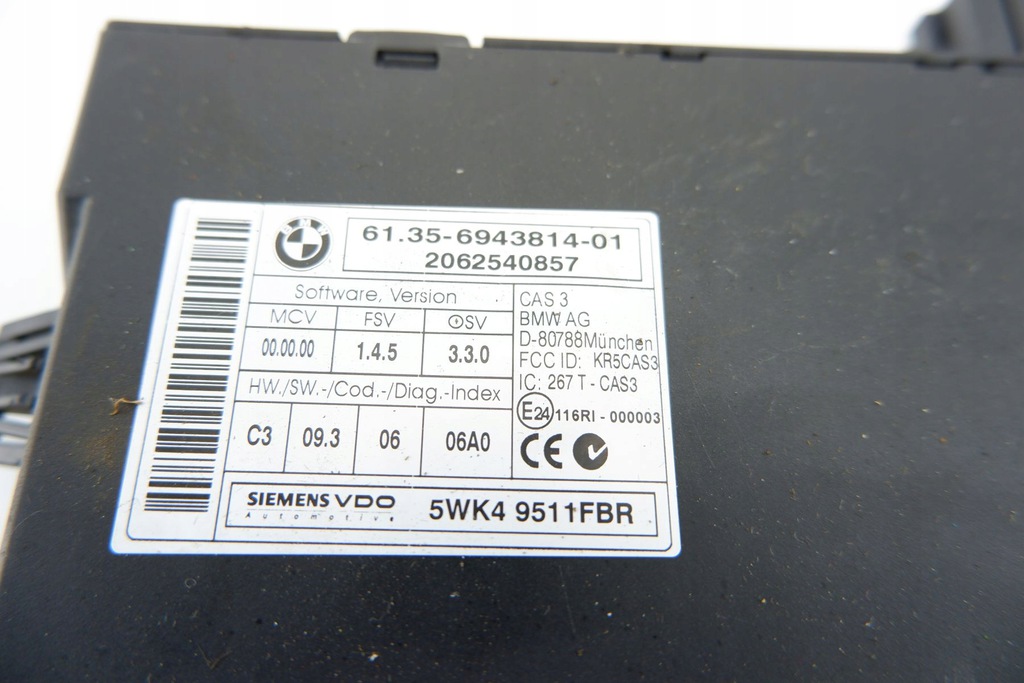 BMW
61.35-6943814-01
2062540857
Software, Version
MCV FSV OSV
00.00.00 1.4.5 3.3.0
HW./SW.-/Cod.-/Diag.-Index
C3 09.3 06 06A0
CAS 3
BMW AG
D-80788München
FCC ID: KR5CAS3
IC: 267 T - CAS3
E24 116RI - 000003
CE
SIEMENS VDO
Automotive
5WK4 9511FBR